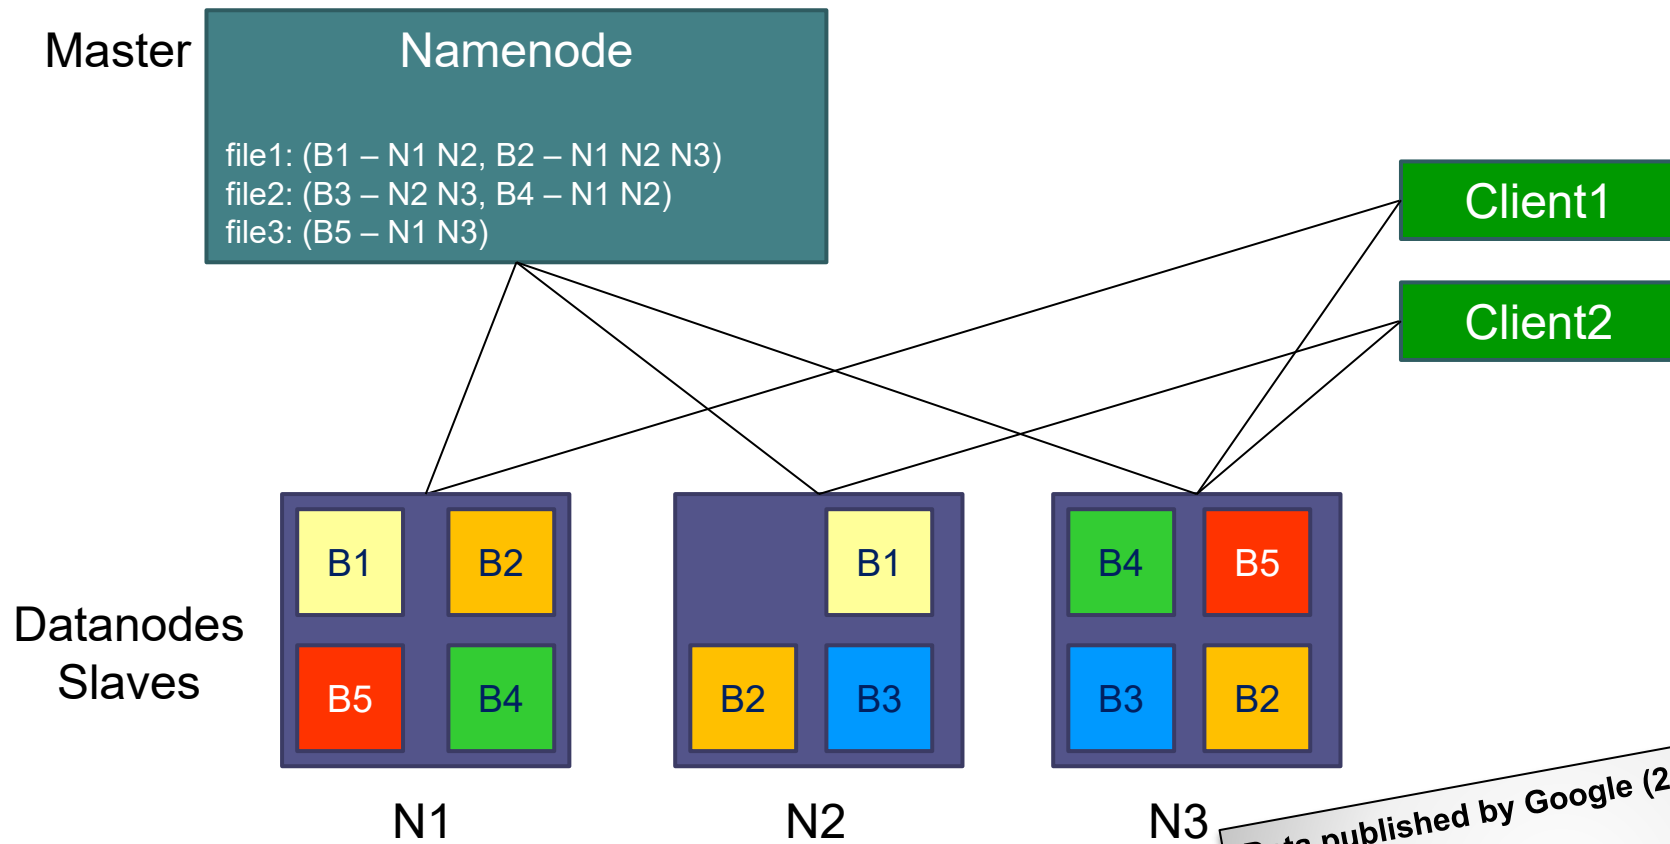 Master
Namenode
file1: (B1 – N1 N2, B2 – N1 N2 N3)
file2: (B3 – N2 N3, B4 – N1 N2)
file3: (B5 – N1 N3)
Client1
Client2
Datanodes
Slaves
B1 B2
B5 B4
B1
B2 B3
B4 B5
B3 B2
N1
N2
N3
published by Google (2